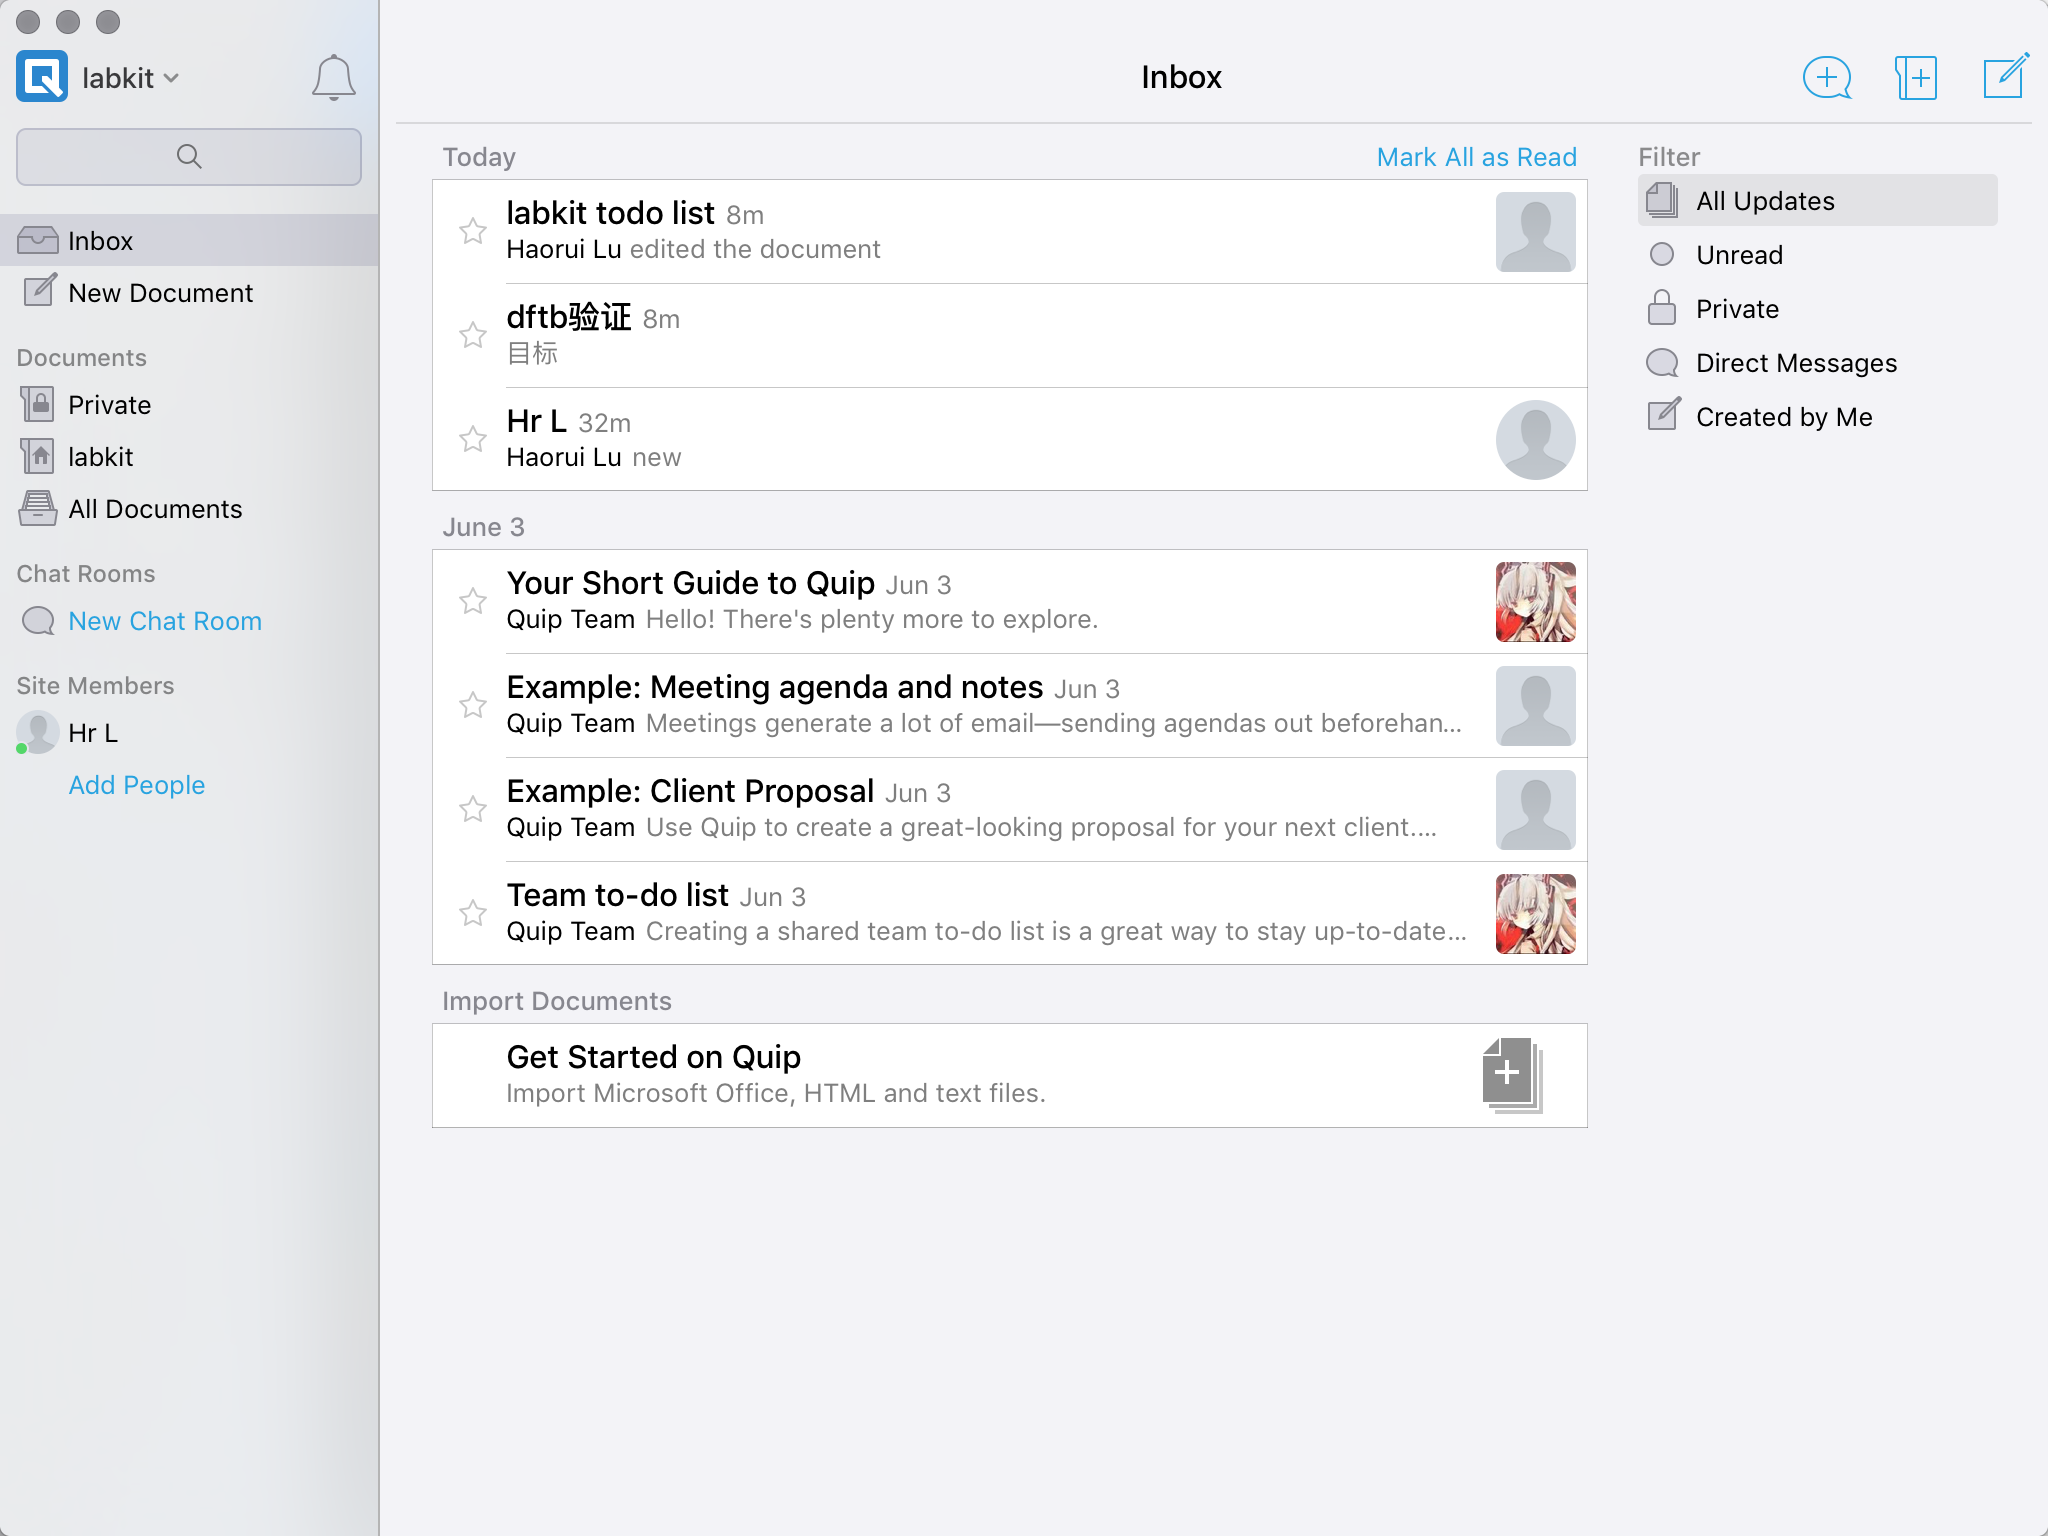 labkit
Inbox
New Document
Documents
Private
labkit
All Documents
Chat Rooms
New Chat Room
Site Members
Hr L
Add People
Inbox
Today
Mark All as Read
labkit todo list 8m
Haorui Lu edited the document
dftb验证 8m
目标
Hr L 32m
Haorui Lu new
June 3
Your Short Guide to Quip Jun 3
Quip Team Hello! There's plenty more to explore.
Example: Meeting agenda and notes Jun 3
Quip Team Meetings generate a lot of email—sending agendas out beforehan...
Example: Client Proposal Jun 3
Quip Team Use Quip to create a great-looking proposal for your next client....
Team to-do list Jun 3
Quip Team Creating a shared team to-do list is a great way to stay up-to-date...
Import Documents
Get Started on Quip
Import Microsoft Office, HTML and text files.
Filter
All Updates
Unread
Private
Direct Messages
Created by Me